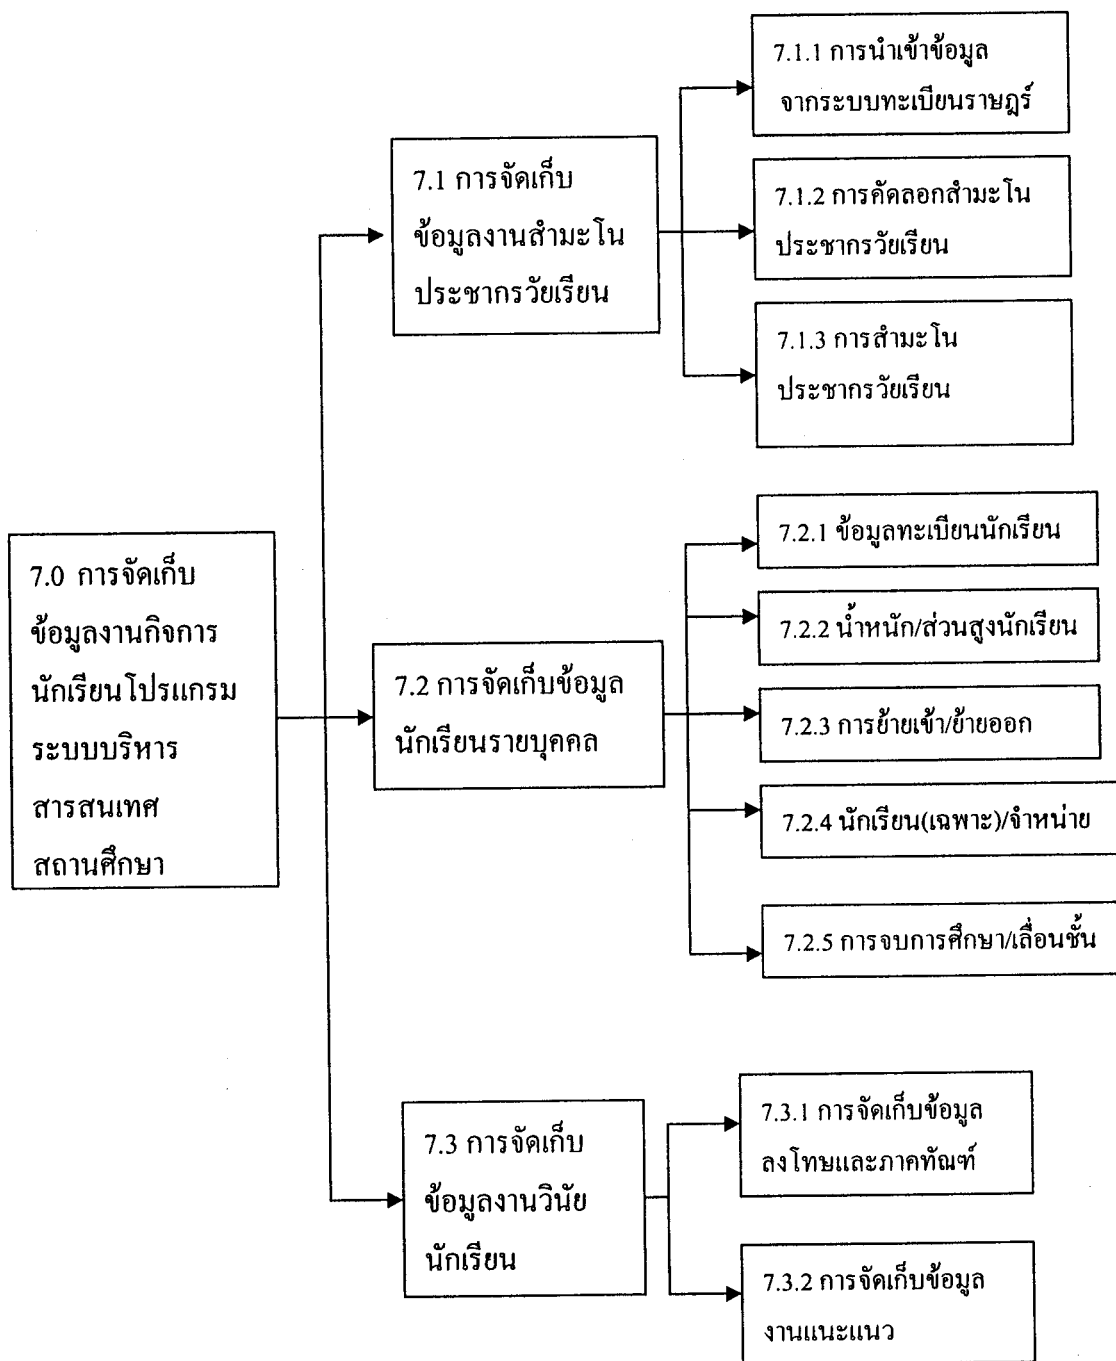 7.0 การจัดเก็บ
ข้อมูลงานกิจการ
นักเรียนโปรแกรม
ระบบบริหาร
สารสนเทศ
สถานศึกษา
7.1 การจัดเก็บ
ข้อมูลงานสำมะโน
ประชากรวัยเรียน
7.1.1 การนำเข้าข้อมูล
จากระบบทะเบียนราษฎร์
7.1.2 การคัดลอกสำมะโน
ประชากรวัยเรียน
7.1.3 การสำมะโน
ประชากรวัยเรียน
7.2 การจัดเก็บข้อมูล
นักเรียนรายบุคคล
7.2.1 ข้อมูลทะเบียนนักเรียน
7.2.2 น้ำหนัก/ส่วนสูงนักเรียน
7.2.3 การย้ายเข้า/ย้ายออก
7.2.4 นักเรียน(เฉพาะ)/จำหน่าย
7.2.5 การจบการศึกษา/เลื่อนชั้น
7.3 การจัดเก็บ
ข้อมูลงานวินัย
นักเรียน
7.3.1 การจัดเก็บข้อมูล
ลงโทษและภาคทัณฑ์
7.3.2 การจัดเก็บข้อมูล
งานแนะแนว